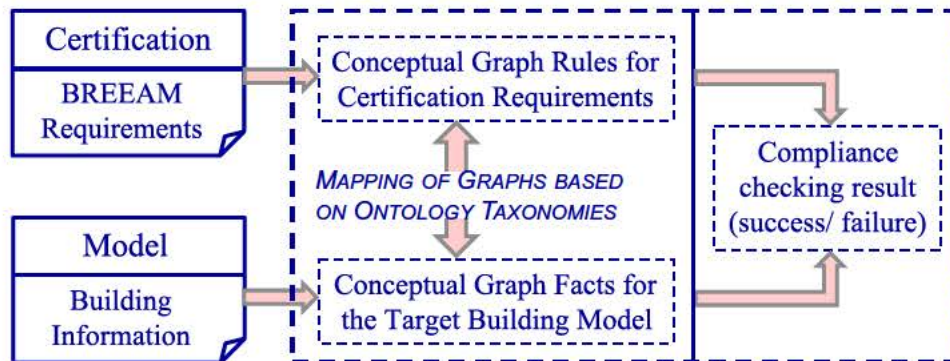 Certification
BREEAM
Requirements
Conceptual Graph Rules for
Certification Requirements
MAPPING OF GRAPHS BASED
ON ONTOLOGY TAXONOMIES
Model
Building
Information
Conceptual Graph Facts for
the Target Building Model
Compliance
checking result
(success/ failure)